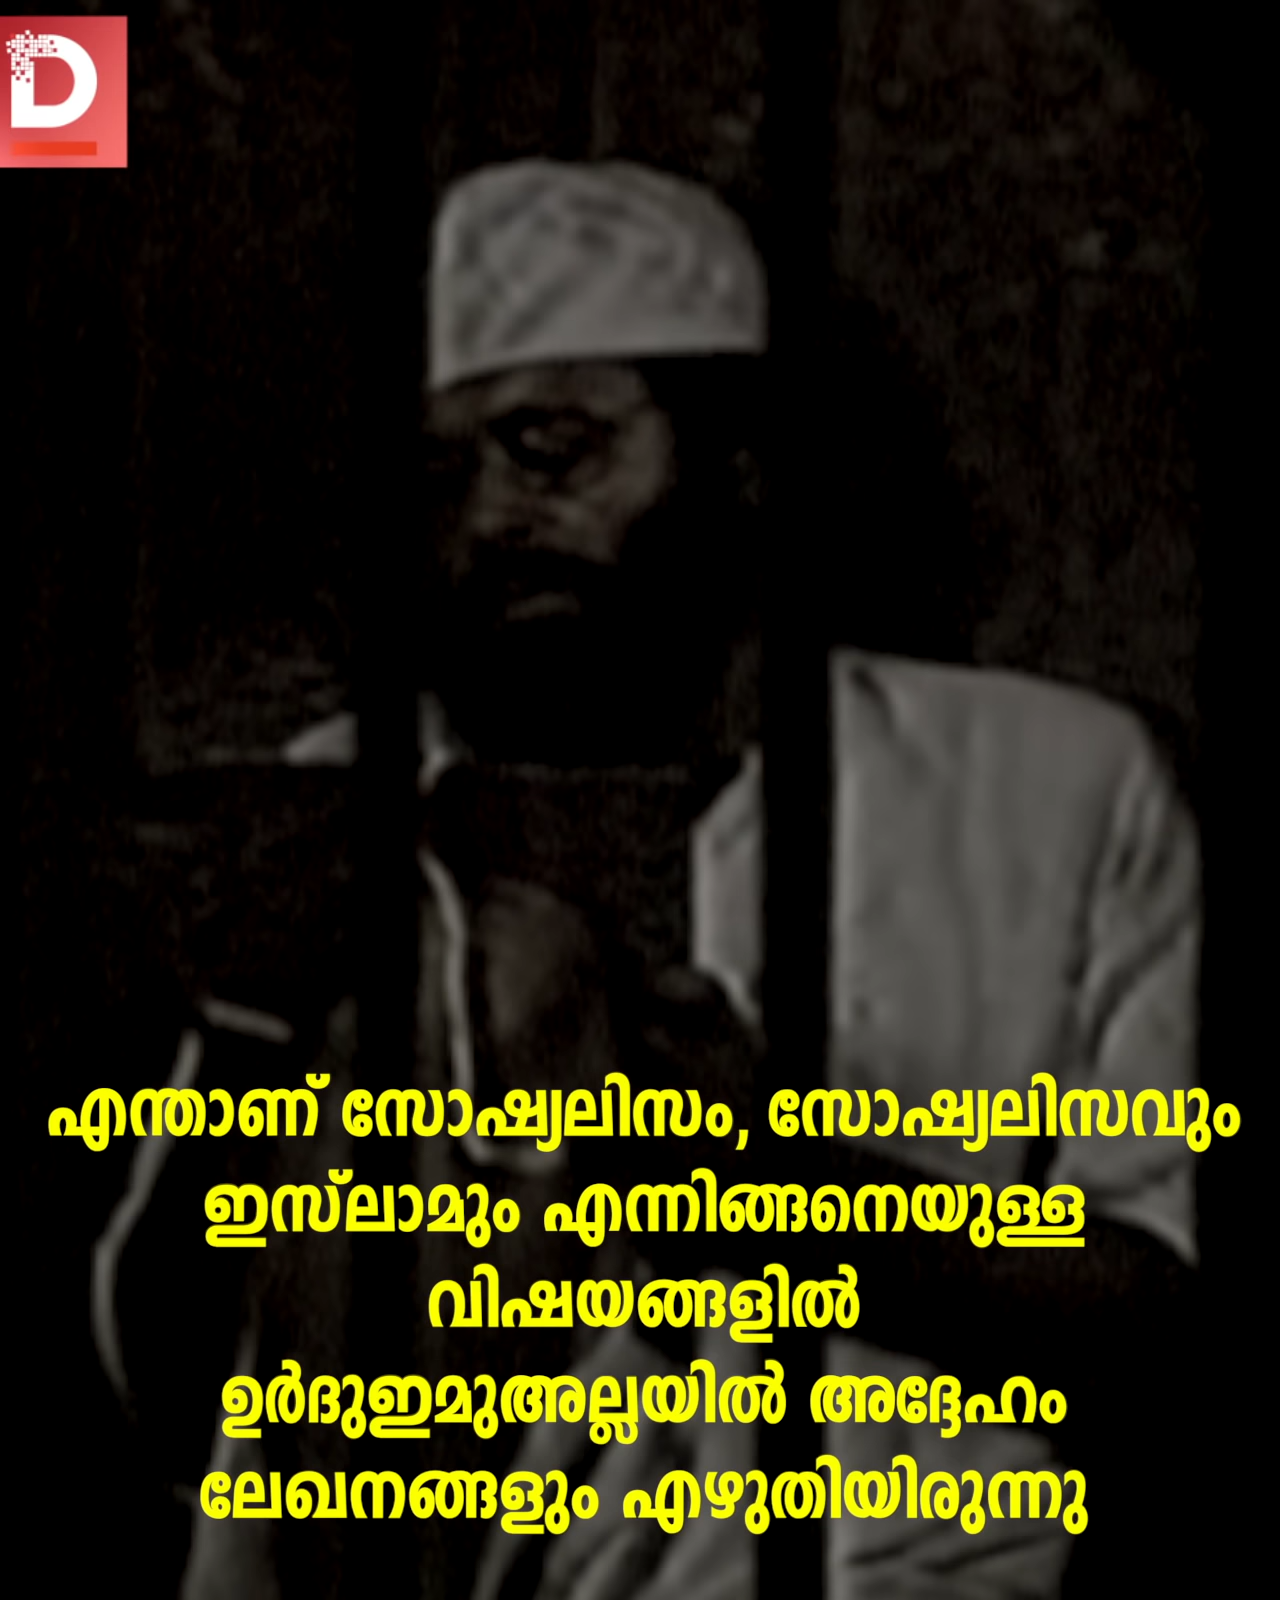 D
എന്താണ് സോഷ്യലിസം, സോഷ്യലിസവും
ഇസ്‌ലാമും എന്നിങ്ങനെയുള്ള
വിഷയങ്ങളിൽ
ഉർദുഇമുഅല്ലയിൽ അദ്ദേഹം
ലേഖനങ്ങളും എഴുതിയിരുന്നു